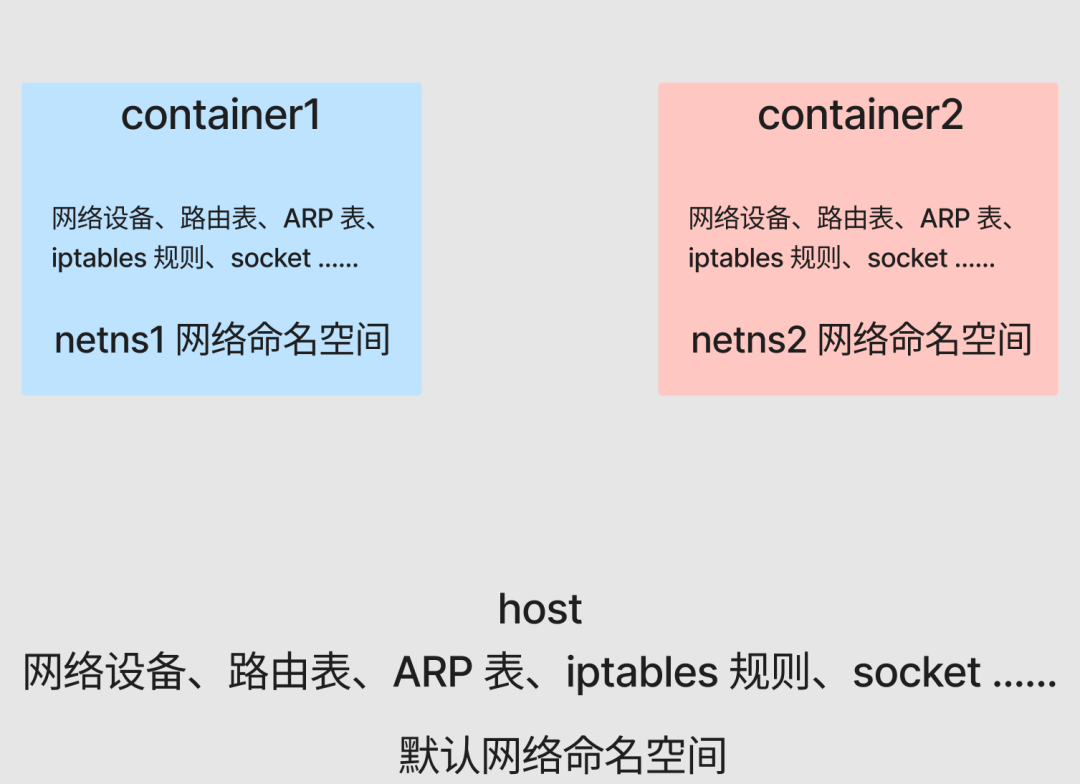 container1
网络设备、路由表、ARP 表、
iptables 规则、socket ......
netns1 网络命名空间
container2
网络设备、路由表、ARP 表、
iptables 规则、socket ......
netns2 网络命名空间
host
网络设备、路由表、ARP 表、iptables 规则、socket ......
默认网络命名空间